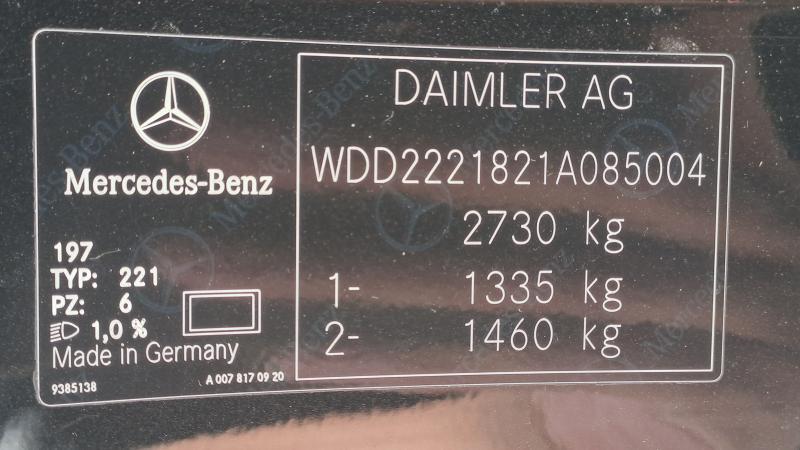 Mercedes-Benz
197
TYP: 221
PZ: 6
1,0 %
Made in Germany
9385138
A 007 817 09 20
DAIMLER AG
WDD2221821A085004
2730 kg
1- 1335 kg
2- 1460 kg